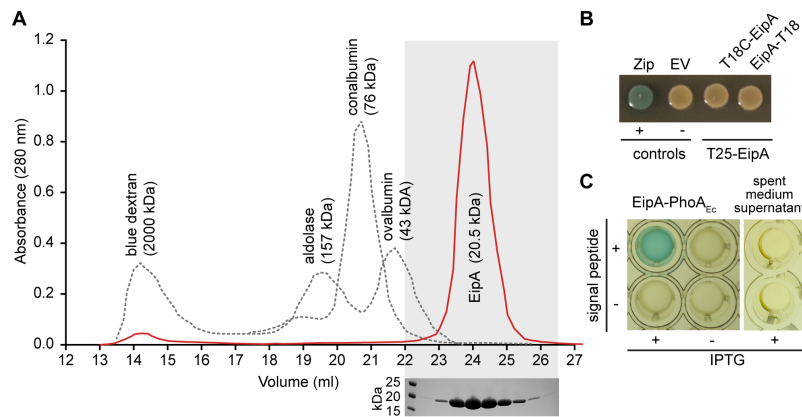 A
1.2
1.0
0.8
0.6
0.4
0.2
0.0
Absorbance (280 nm)
blue dextran
(2000 kDa)
aldolase
(157 kDa)
conalbumin
(76 kDa)
ovalbumin
(43 kDA)
EipA (20.5 kDa)
12 13 14 15 16 17 18 19 20 21 22 23 24 25 26 27
Volume (ml)
kDa
25
20
15
B
Zip EV T18C-EipA EipA-T18
+ -
controls T25-EipA
C
EipA-PhoAEc
spent
medium
supernatant
signal peptide
+
-
+ - +
IPTG